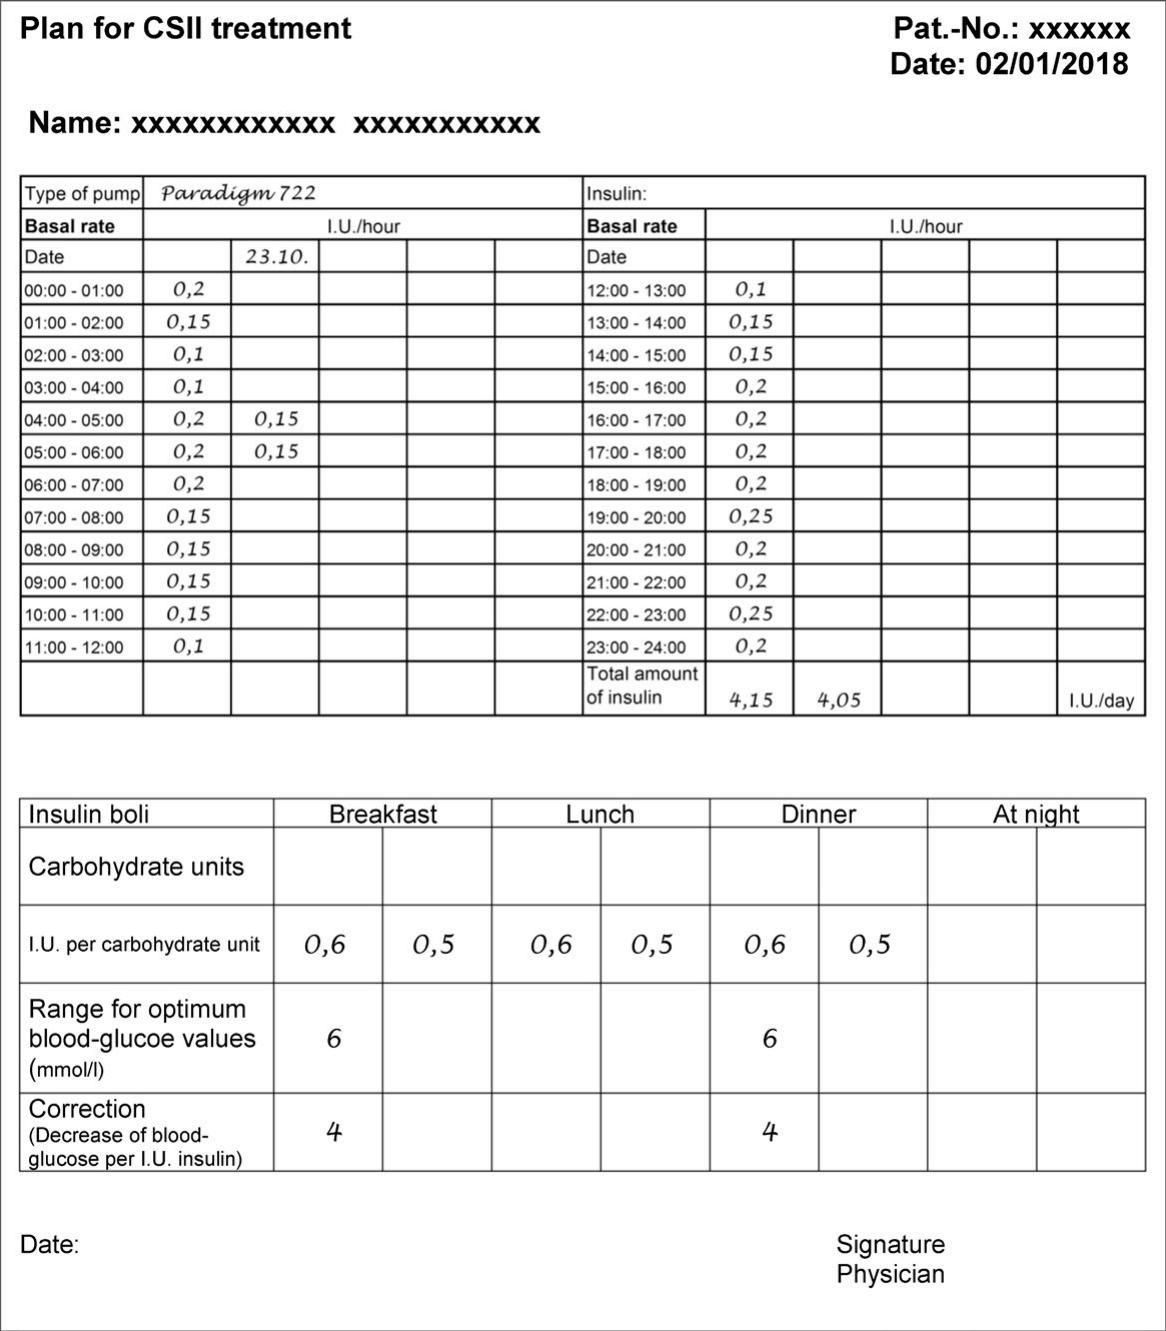 Plan for CSII treatment Pat.-No.: xxxxxx
Date: 02/01/2018
Name: xxxxxxxxxxxx xxxxxxxxxxx
Type of pump Paradigm 722 Insulin:
Basal rate I.U./hour Basal rate I.U./hour
Date 23.10. Date
00:00 - 01:00 0,2 12:00 - 13:00 0,1
01:00 - 02:00 0,15 13:00 - 14:00 0,15
02:00 - 03:00 0,1 14:00 - 15:00 0,15
03:00 - 04:00 0,1 15:00 - 16:00 0,2
04:00 - 05:00 0,2 0,15 16:00 - 17:00 0,2
05:00 - 06:00 0,2 0,15 17:00 - 18:00 0,2
06:00 - 07:00 0,2 18:00 - 19:00 0,2
07:00 - 08:00 0,15 19:00 - 20:00 0,25
08:00 - 09:00 0,15 20:00 - 21:00 0,2
09:00 - 10:00 0,15 21:00 - 22:00 0,2
10:00 - 11:00 0,15 22:00 - 23:00 0,25
11:00 - 12:00 0,1 23:00 - 24:00 0,2
Total amount
of insulin 4,15 4,05 I.U./day
Insulin boli Breakfast Lunch Dinner At night
Carbohydrate units
I.U. per carbohydrate unit 0,6 0,5 0,6 0,5 0,6 0,5
Range for optimum
blood-glucoe values 6 6
(mmol/l)
Correction
(Decrease of blood- 4 4
glucose per I.U. insulin)
Date: Signature
Physician